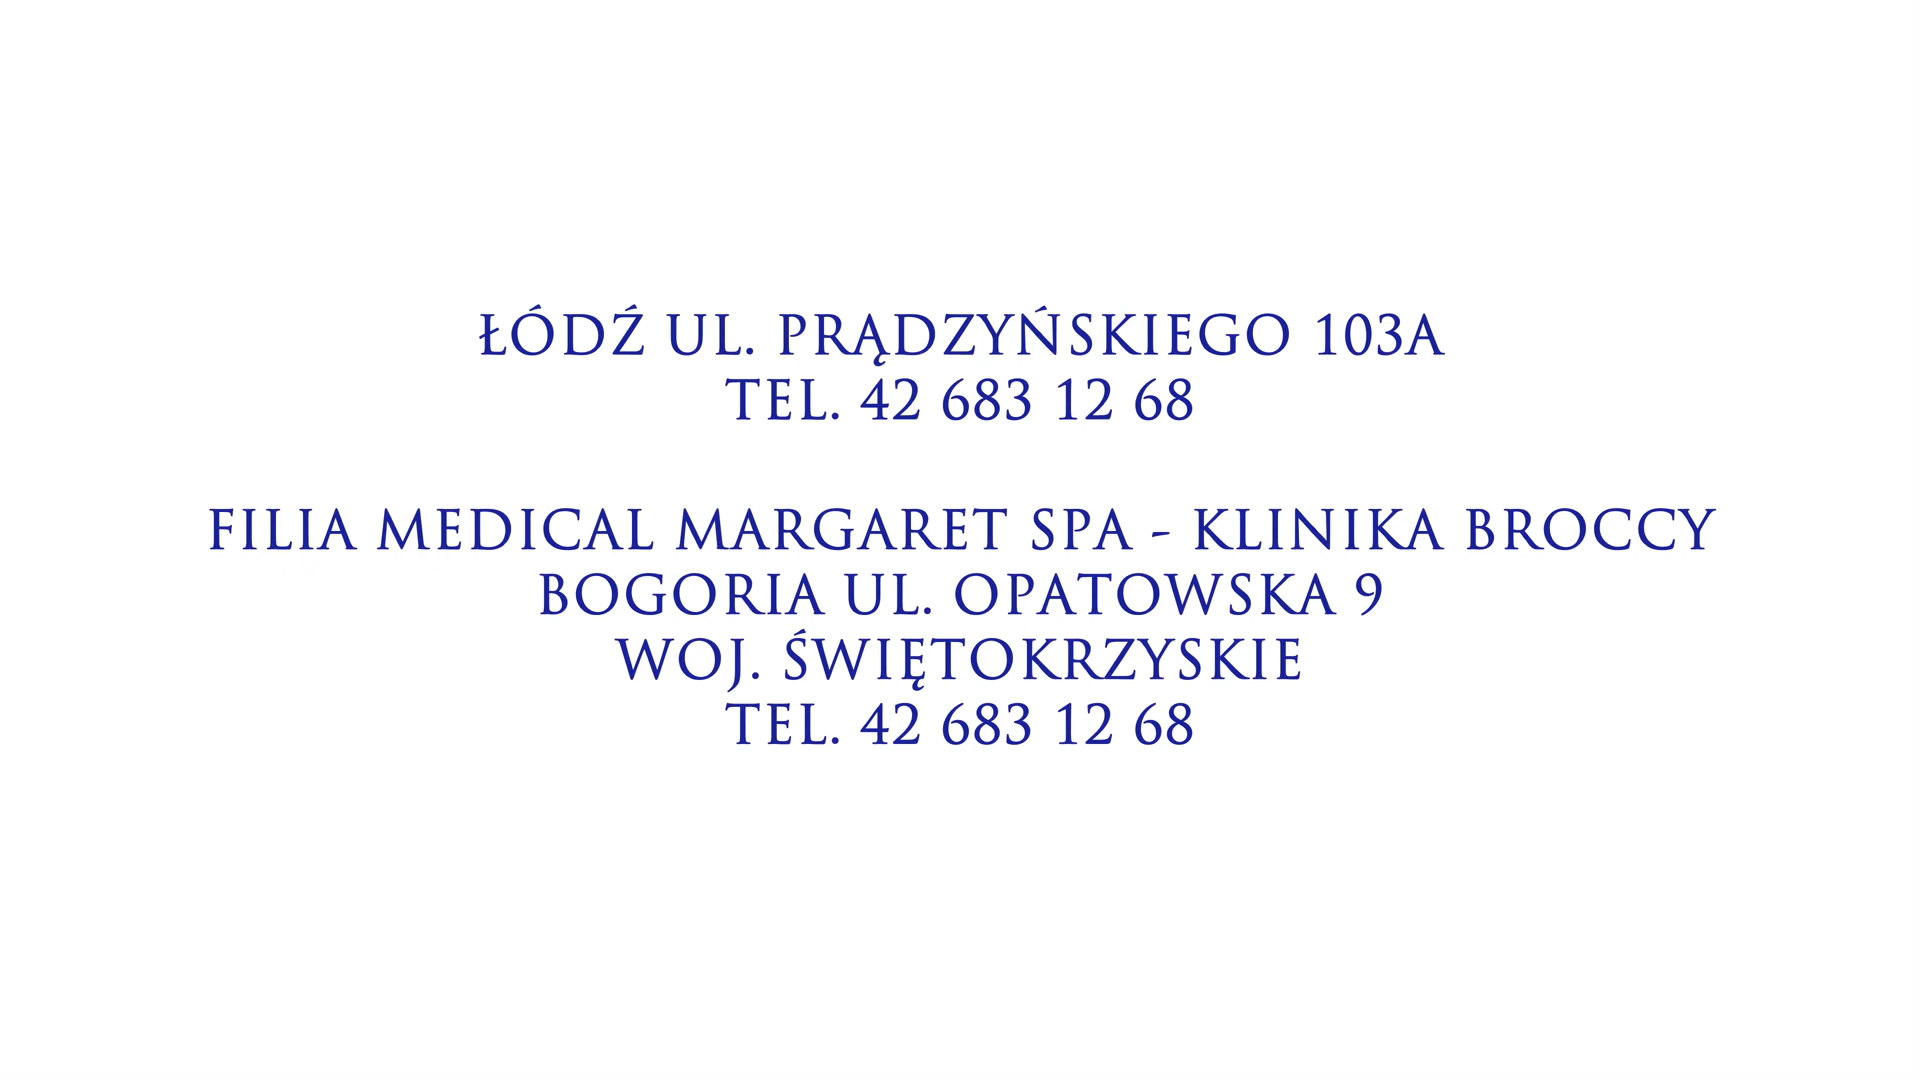 ŁÓDŹ UL. PRĄDZYŃSKIEGO 103A
TEL. 42 683 12 68
FILIA MEDICAL MARGARET SPA - KLINIKA BROCCY
BOGORIA UL. OPATOWSKA 9
WOJ. ŚWIĘTOKRZYSKIE
TEL. 42 683 12 68